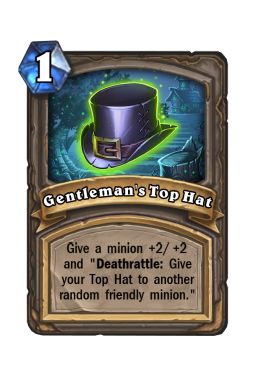 1
Gentleman's Top Hat
Give a minion +2/ +2
and "Deathrattle: Give
your Top Hat to another
random friendly minion."